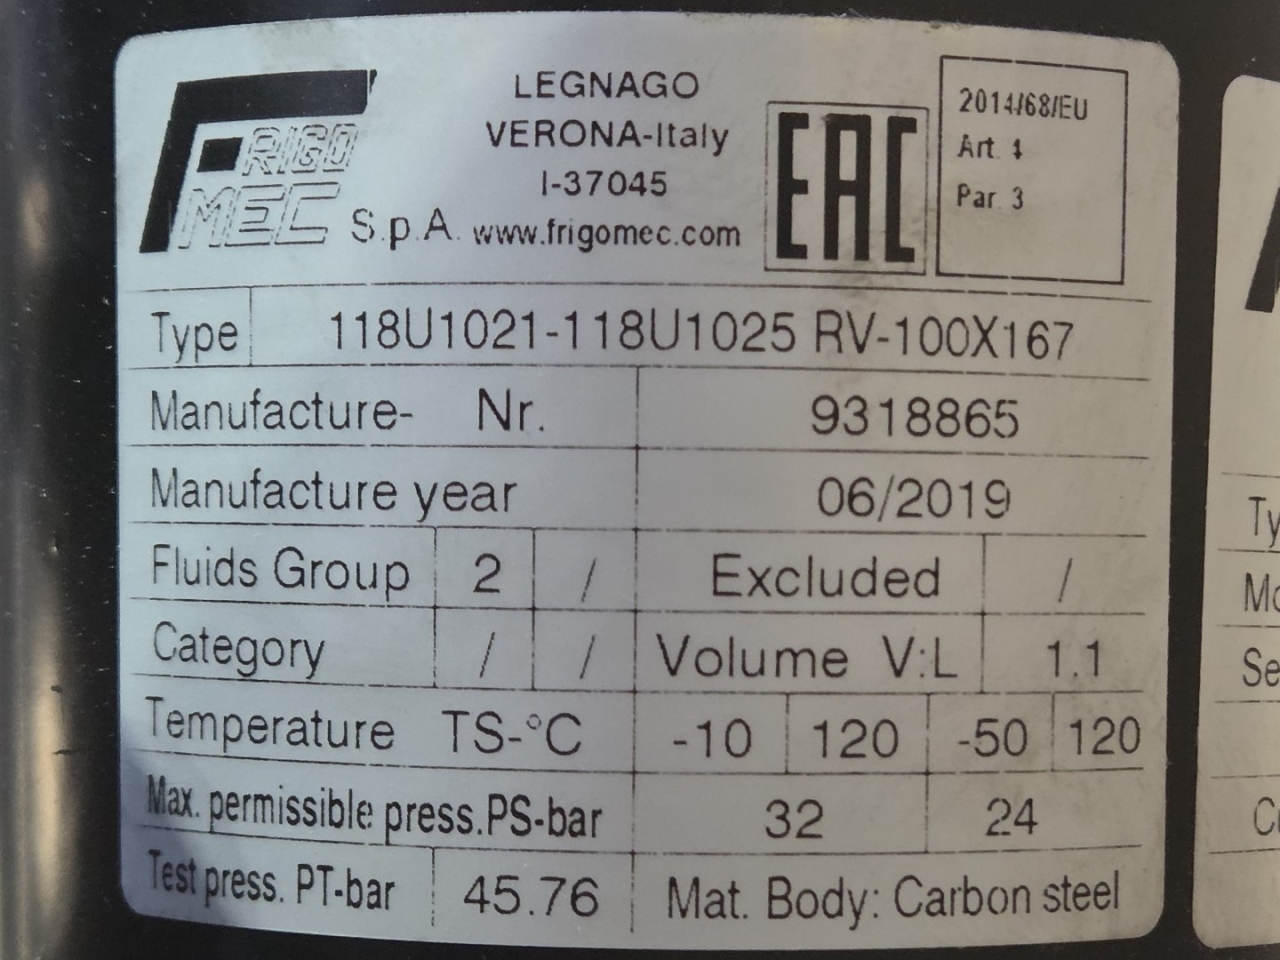 FRIGO
MEC S.p.A.
LEGNAGO
VERONA-Italy
I-37045
www.frigomec.com
EAC
2014/68/EU
Art. 4
Par. 3
Type 118U1021-118U1025 RV-100X167
Manufacture- Nr. 9318865
Manufacture year 06/2019
Fluids Group 2 / Excluded /
Category / / Volume V:L 1.1
Temperature TS-°C -10 120 -50 120
Max. permissible press.PS-bar 32 24
Test press. PT-bar 45.76 Mat. Body: Carbon steel